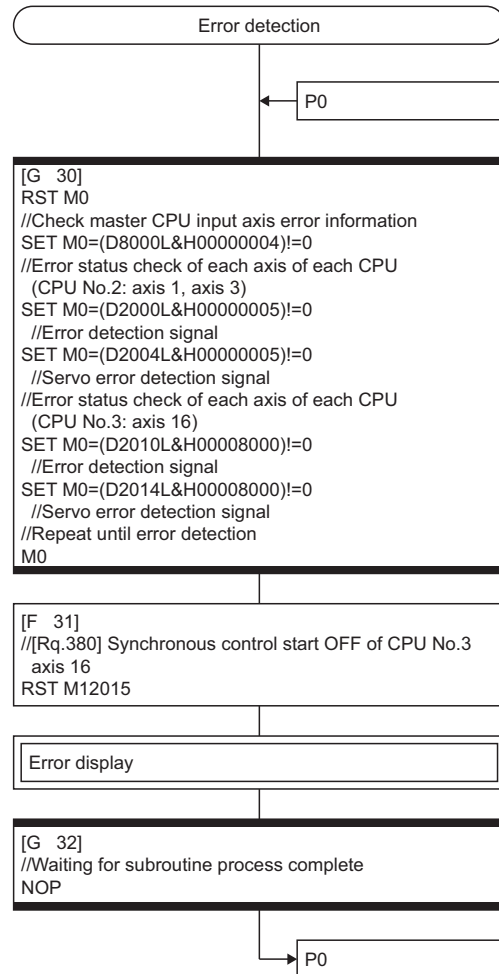 Error detection
P0
[G 30]
RST M0
//Check master CPU input axis error information
SET M0=(D8000L&H00000004)!=0
//Error status check of each axis of each CPU
(CPU No.2: axis 1, axis 3)
SET M0=(D2000L&H00000005)!=0
//Error detection signal
SET M0=(D2004L&H00000005)!=0
//Servo error detection signal
//Error status check of each axis of each CPU
(CPU No.3: axis 16)
SET M0=(D2010L&H00008000)!=0
//Error detection signal
SET M0=(D2014L&H00008000)!=0
//Servo error detection signal
//Repeat until error detection
M0
[F 31]
//[Rq.380] Synchronous control start OFF of CPU No.3
axis 16
RST M12015
Error display
[G 32]
//Waiting for subroutine process complete
NOP
P0